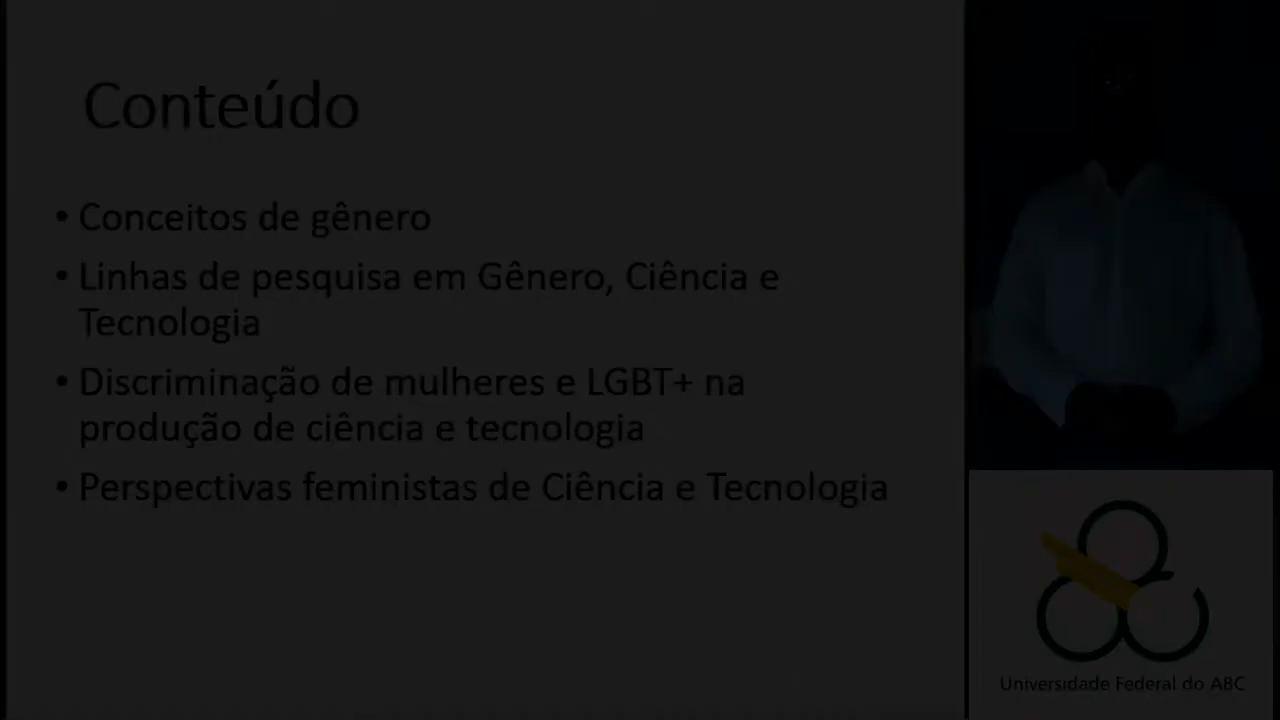 Conteúdo
• Conceitos de gênero
• Linhas de pesquisa em Gênero, Ciência e
Tecnologia
• Discriminação de mulheres e LGBT+ na
produção de ciência e tecnologia
• Perspectivas feministas de Ciência e Tecnologia
Universidade Federal do ABC